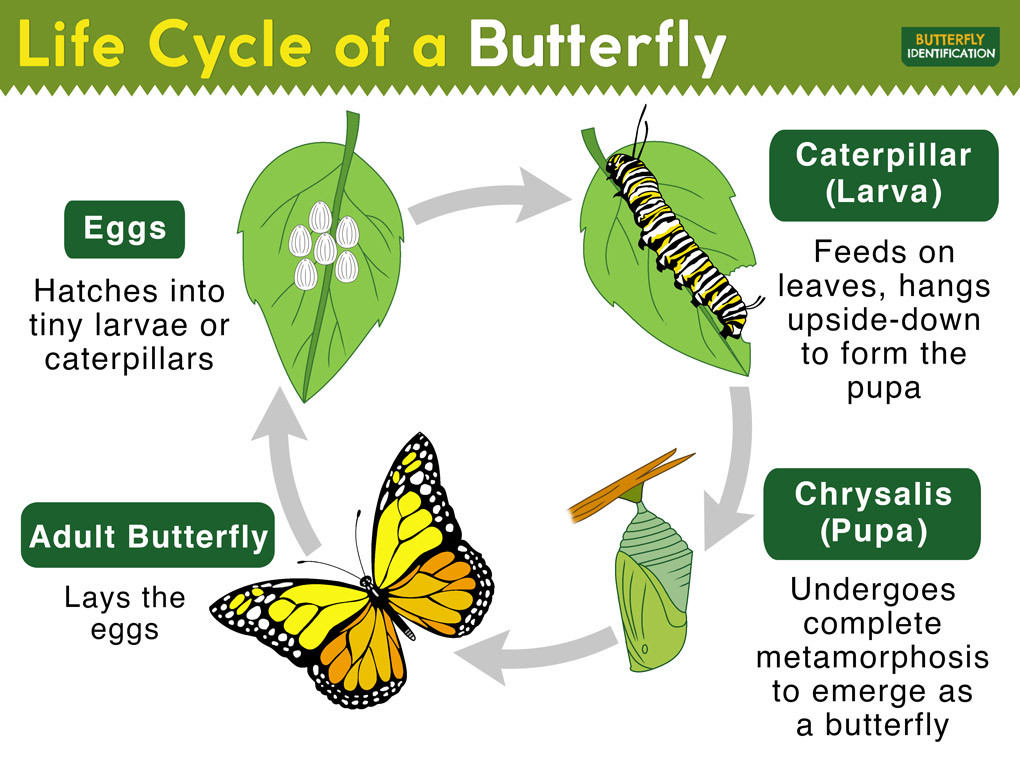 Life Cycle of a Butterfly
BUTTERFLY
IDENTIFICATION
Eggs
Hatches into
tiny larvae or
caterpillars
Caterpillar
(Larva)
Feeds on
leaves, hangs
upside-down
to form the
pupa
Chrysalis
(Pupa)
Undergoes
complete
metamorphosis
to emerge as
a butterfly
Adult Butterfly
Lays the
eggs